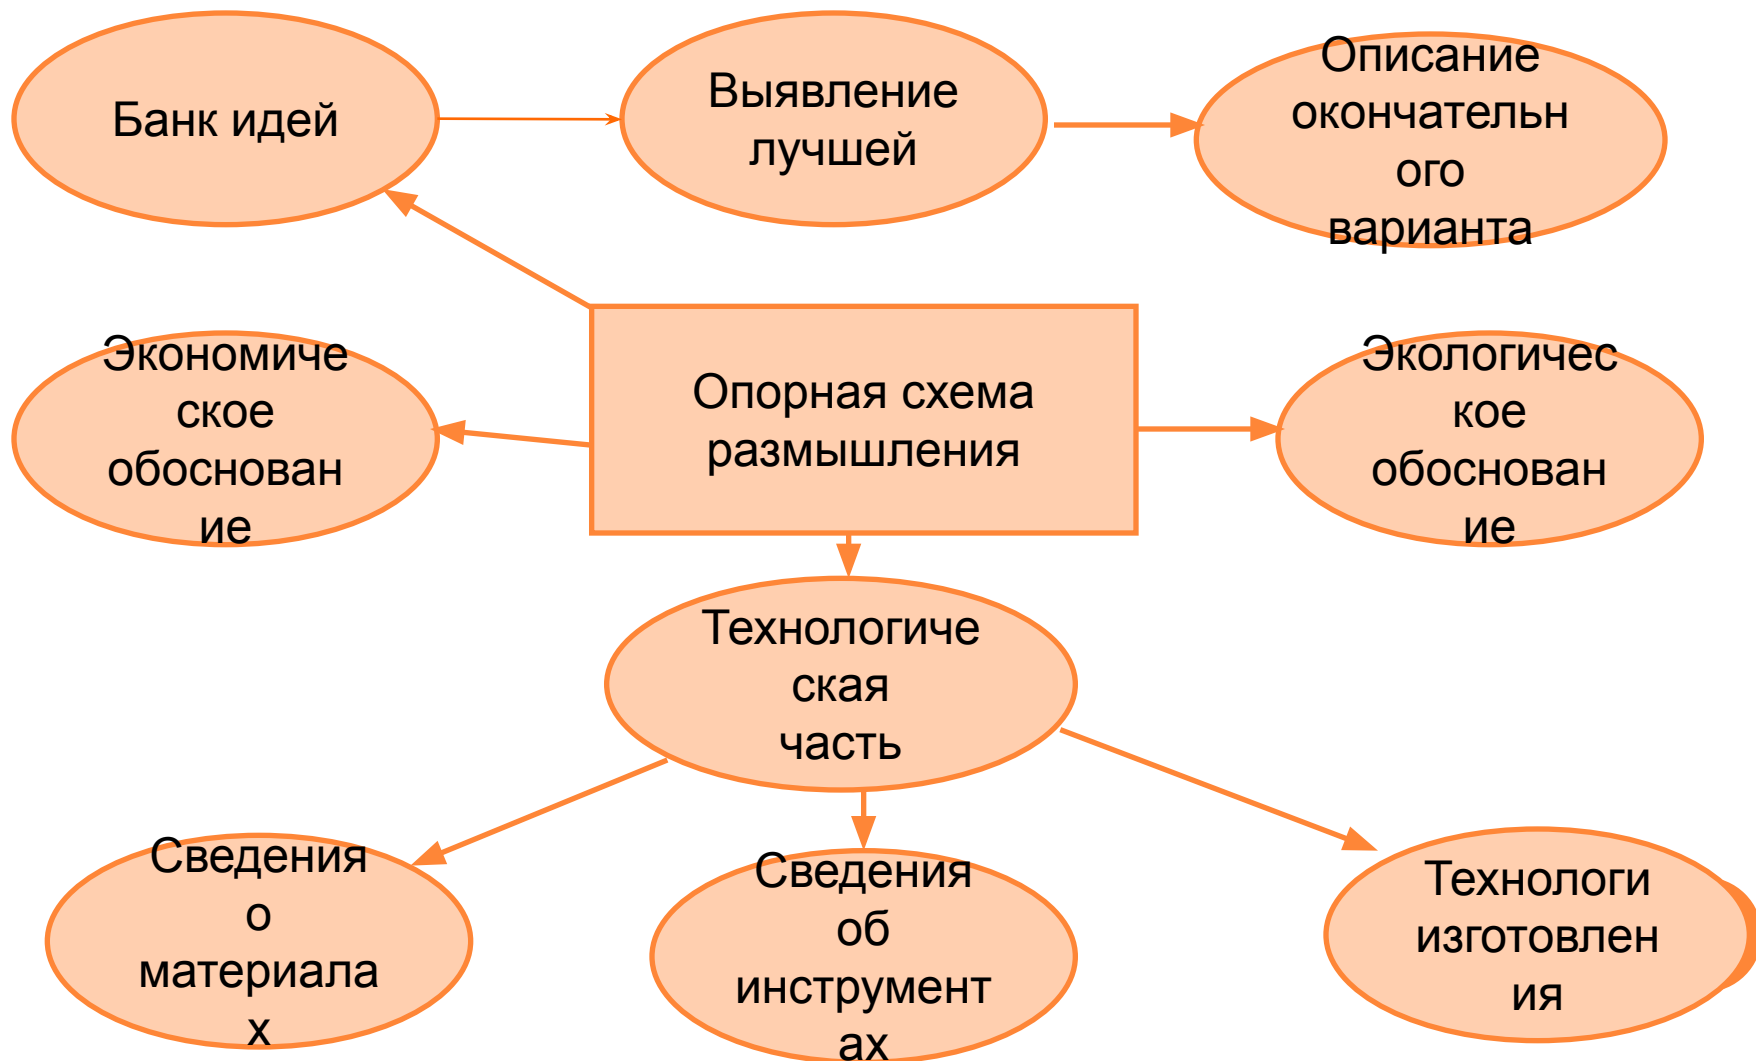 Банк идей
Выявление
лучшей
Описание
окончательн
ого
варианта
Экономиче
ское
обоснован
ие
Опорная схема
размышления
Экологичес
кое
обоснован
ие
Технологиче
ская
часть
Сведения
о
материала
х
Сведения
об
инструмент
ах
Технологи
изготовлен
ия